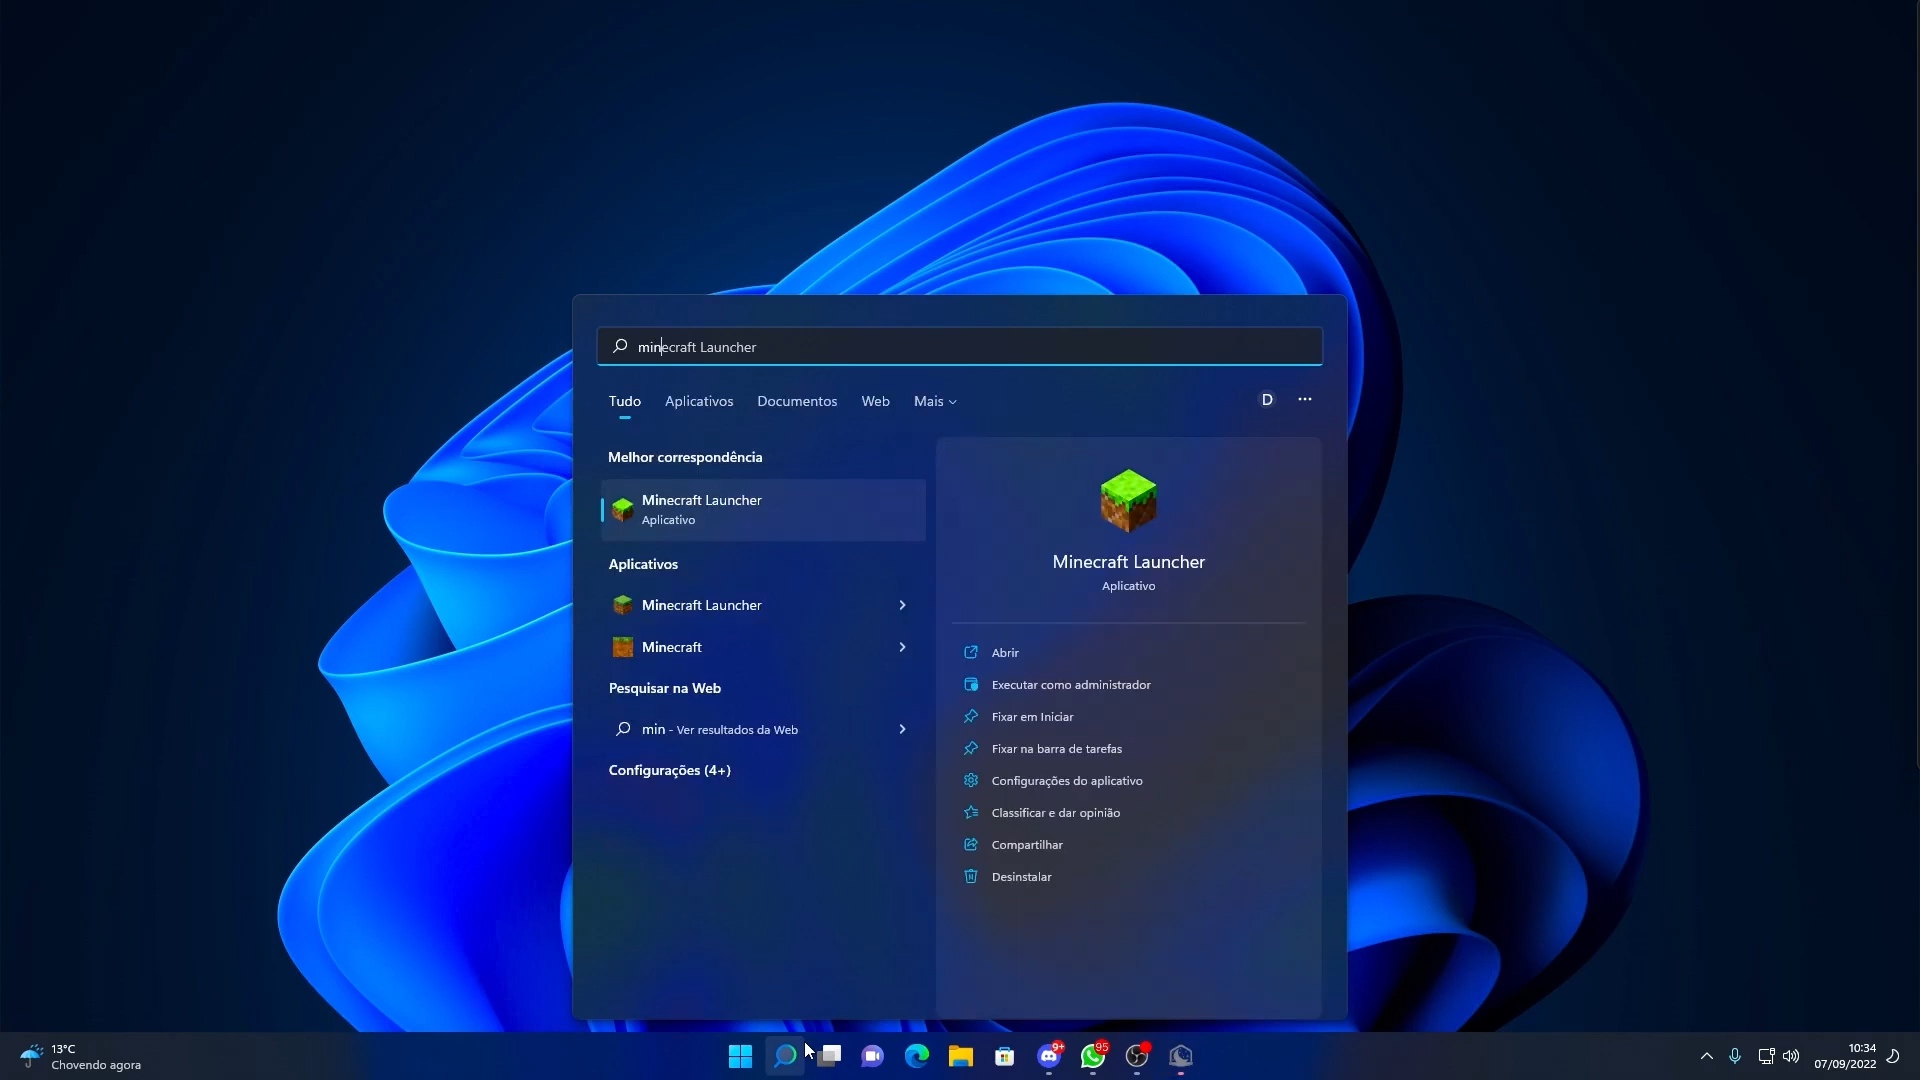 minecraft Launcher
Tudo Aplicativos Documentos Web Mais D
Melhor correspondência
Minecraft Launcher
Aplicativo
Aplicativos
Minecraft Launcher
Minecraft
Pesquisar na Web
min - Ver resultados da Web
Configurações (4+)
Minecraft Launcher
Aplicativo
Abrir
Executar como administrador
Fixar em Iniciar
Fixar na barra de tarefas
Configurações do aplicativo
Classificar e dar opinião
Compartilhar
Desinstalar
13°C
Chovendo agora
9+
95
10:34
07/09/2022